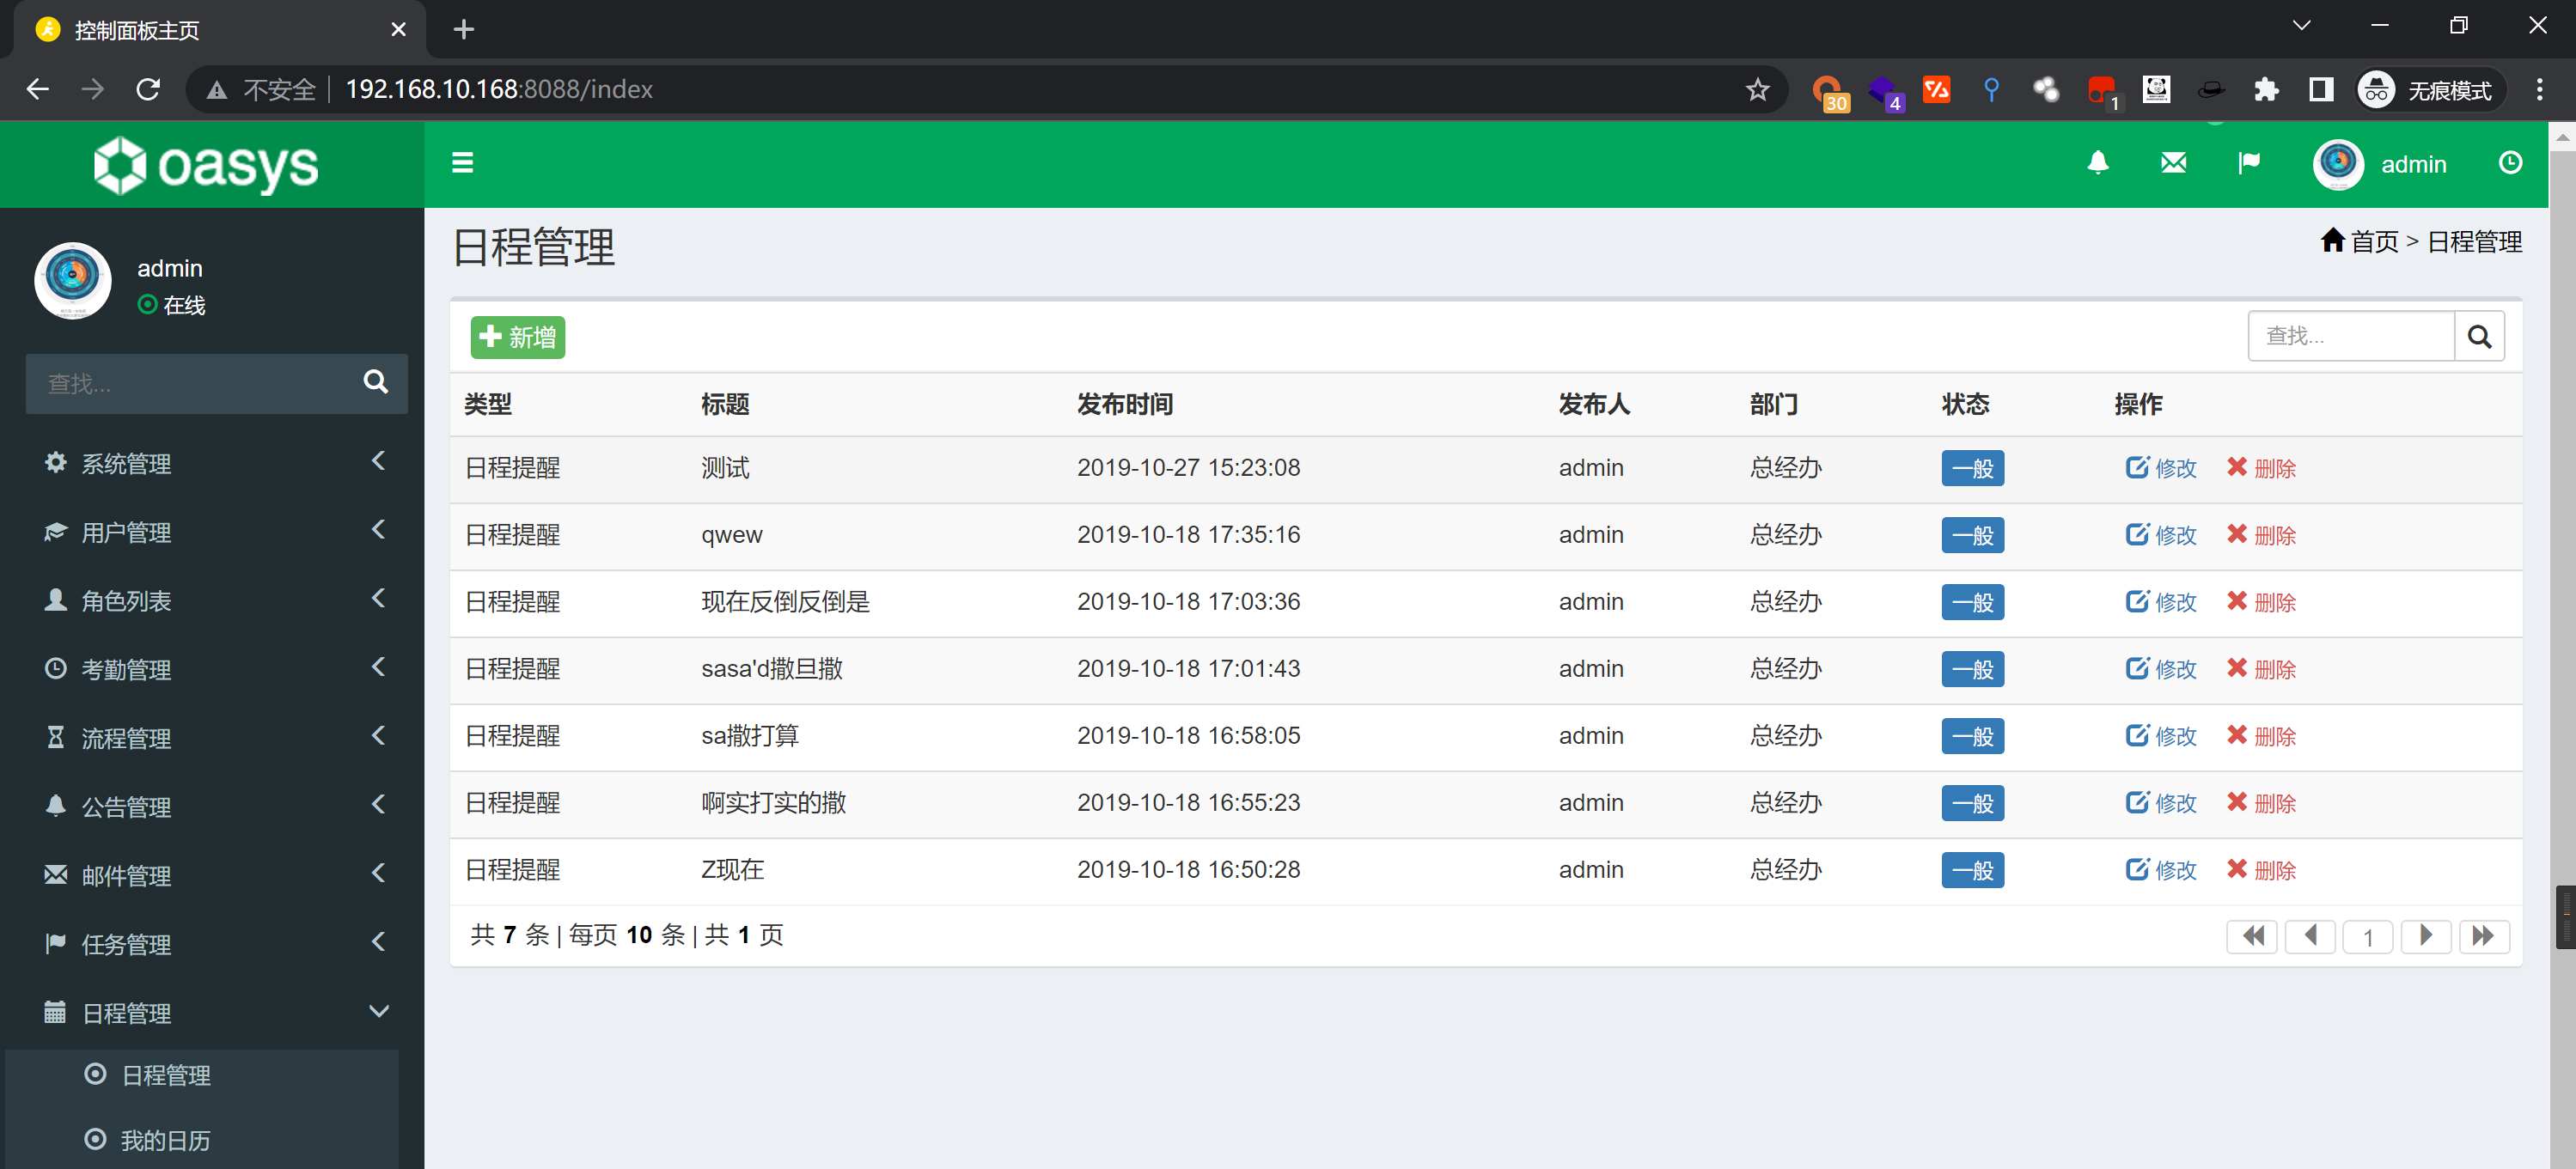 控制面板主页
不安全 192.168.10.168:8088/index
30 4 1 无痕模式
oasys
admin
admin
在线
查找...
系统管理
用户管理
角色列表
考勤管理
流程管理
公告管理
邮件管理
任务管理
日程管理
日程管理
我的日历
日程管理
首页 > 日程管理
新增
查找...
类型 标题 发布时间 发布人 部门 状态 操作
日程提醒 测试 2019-10-27 15:23:08 admin 总经办 一般 修改 删除
日程提醒 qwew 2019-10-18 17:35:16 admin 总经办 一般 修改 删除
日程提醒 现在反倒反倒是 2019-10-18 17:03:36 admin 总经办 一般 修改 删除
日程提醒 sasa'd撒旦撒 2019-10-18 17:01:43 admin 总经办 一般 修改 删除
日程提醒 sa撒打算 2019-10-18 16:58:05 admin 总经办 一般 修改 删除
日程提醒 啊实打实的撒 2019-10-18 16:55:23 admin 总经办 一般 修改 删除
日程提醒 Z现在 2019-10-18 16:50:28 admin 总经办 一般 修改 删除
共 7 条 | 每页 10 条 | 共 1 页
1